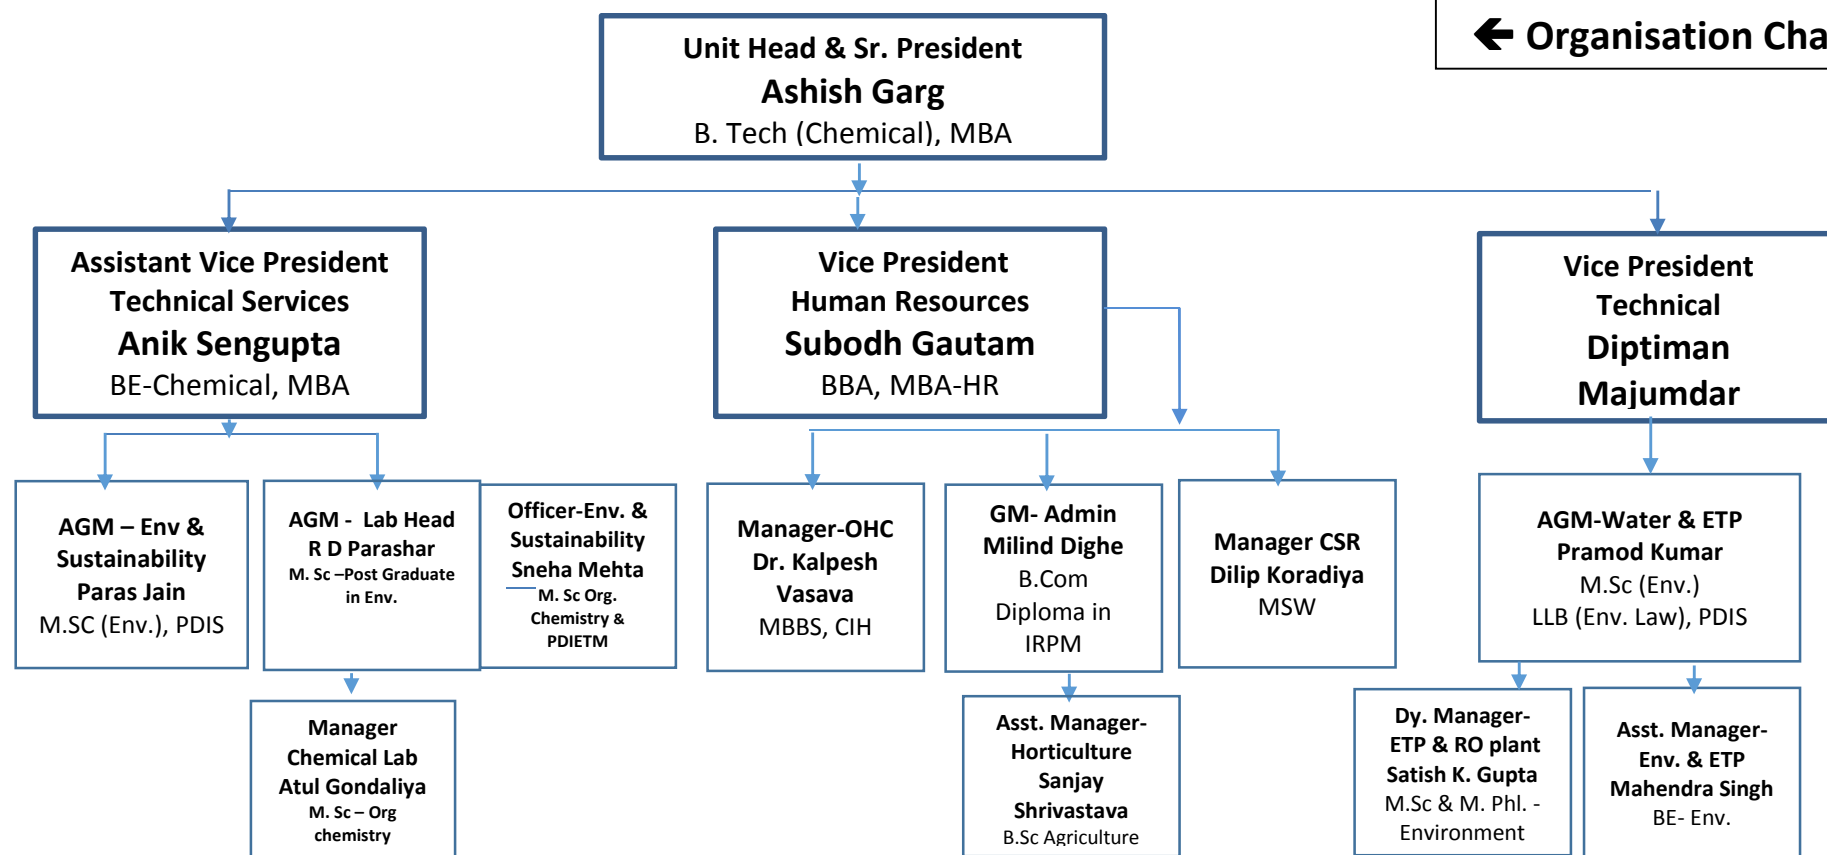 Unit Head & Sr. President
Ashish Garg
B. Tech (Chemical), MBA
🡸 Organisation Cha
Assistant Vice President
Technical Services
Anik Sengupta
BE-Chemical, MBA
Vice President
Human Resources
Subodh Gautam
BBA, MBA-HR
Vice President
Technical
Diptiman
Majumdar
AGM – Env &
Sustainability
Paras Jain
M.SC (Env.), PDIS
AGM - Lab Head
R D Parashar
M. Sc –Post Graduate
in Env.
Officer-Env. &
Sustainability
Sneha Mehta
M. Sc Org.
Chemistry &
PDIETM
Manager-OHC
Dr. Kalpesh
Vasava
MBBS, CIH
GM- Admin
Milind Dighe
B.Com
Diploma in
IRPM
Manager CSR
Dilip Koradiya
MSW
AGM-Water & ETP
Pramod Kumar
M.Sc (Env.)
LLB (Env. Law), PDIS
Manager
Chemical Lab
Atul Gondaliya
M. Sc – Org
chemistry
Asst. Manager-
Horticulture
Sanjay
Shrivastava
B.Sc Agriculture
Dy. Manager-
ETP & RO plant
Satish K. Gupta
M.Sc & M. Phl. -
Environment
Asst. Manager-
Env. & ETP
Mahendra Singh
BE- Env.